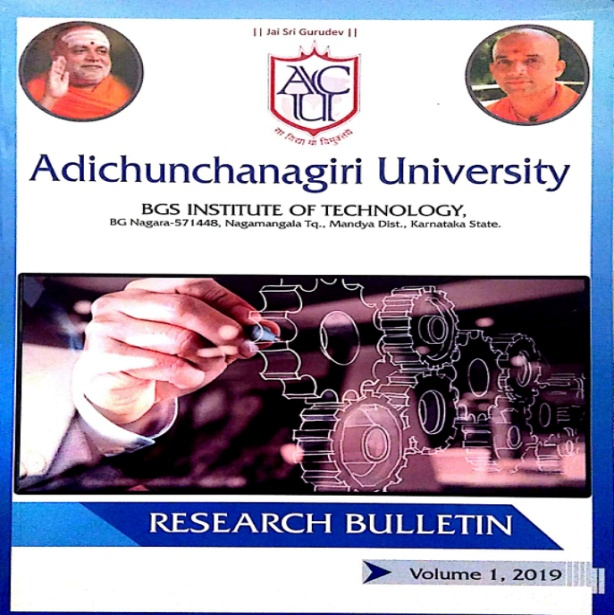 || Jai Sri Gurudev ||
ACU
सा विद्या या विमुक्तये
Adichunchanagiri University
BGS INSTITUTE OF TECHNOLOGY,
BG Nagara-571448, Nagamangala Tq., Mandya Dist., Karnataka State.
RESEARCH BULLETIN
Volume 1, 2019